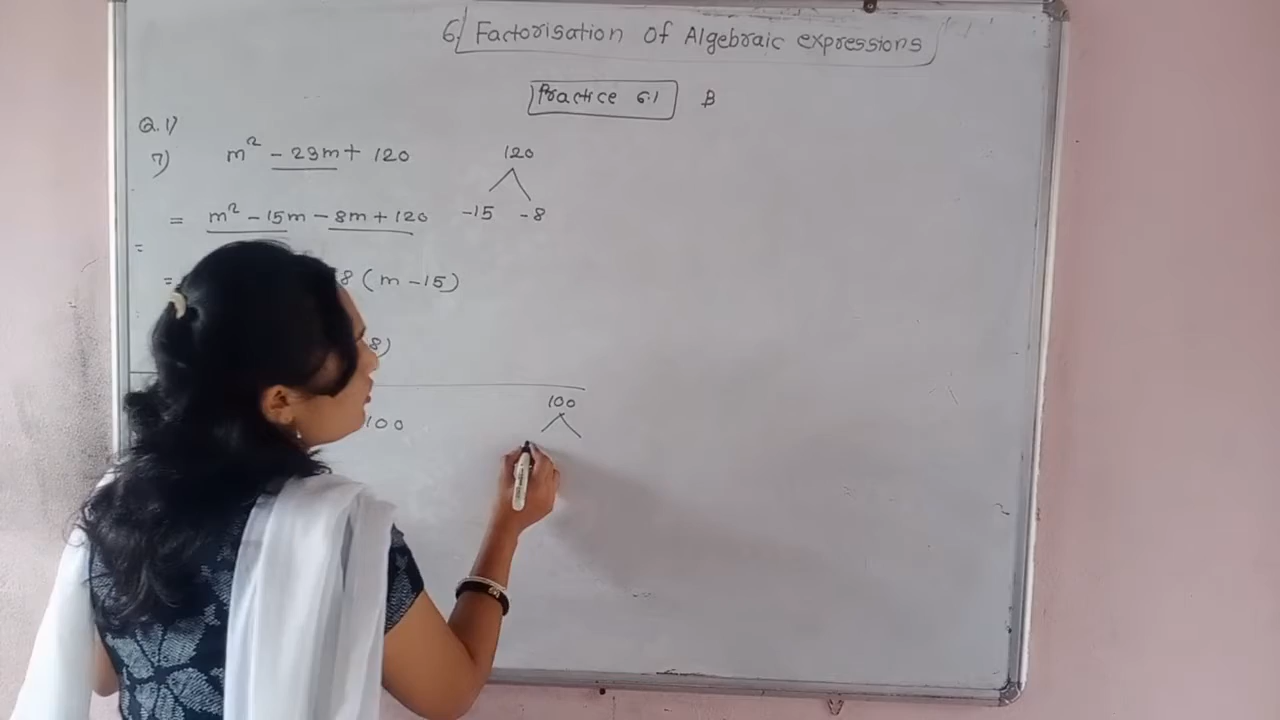 6. Factorisation of Algebraic expressions
Practice 6.1 B
Q.1)
7) m² - 23m + 120
120
= m² - 15m - 8m + 120
-15 -8
=
= 8 ( m - 15)
8)
100
100